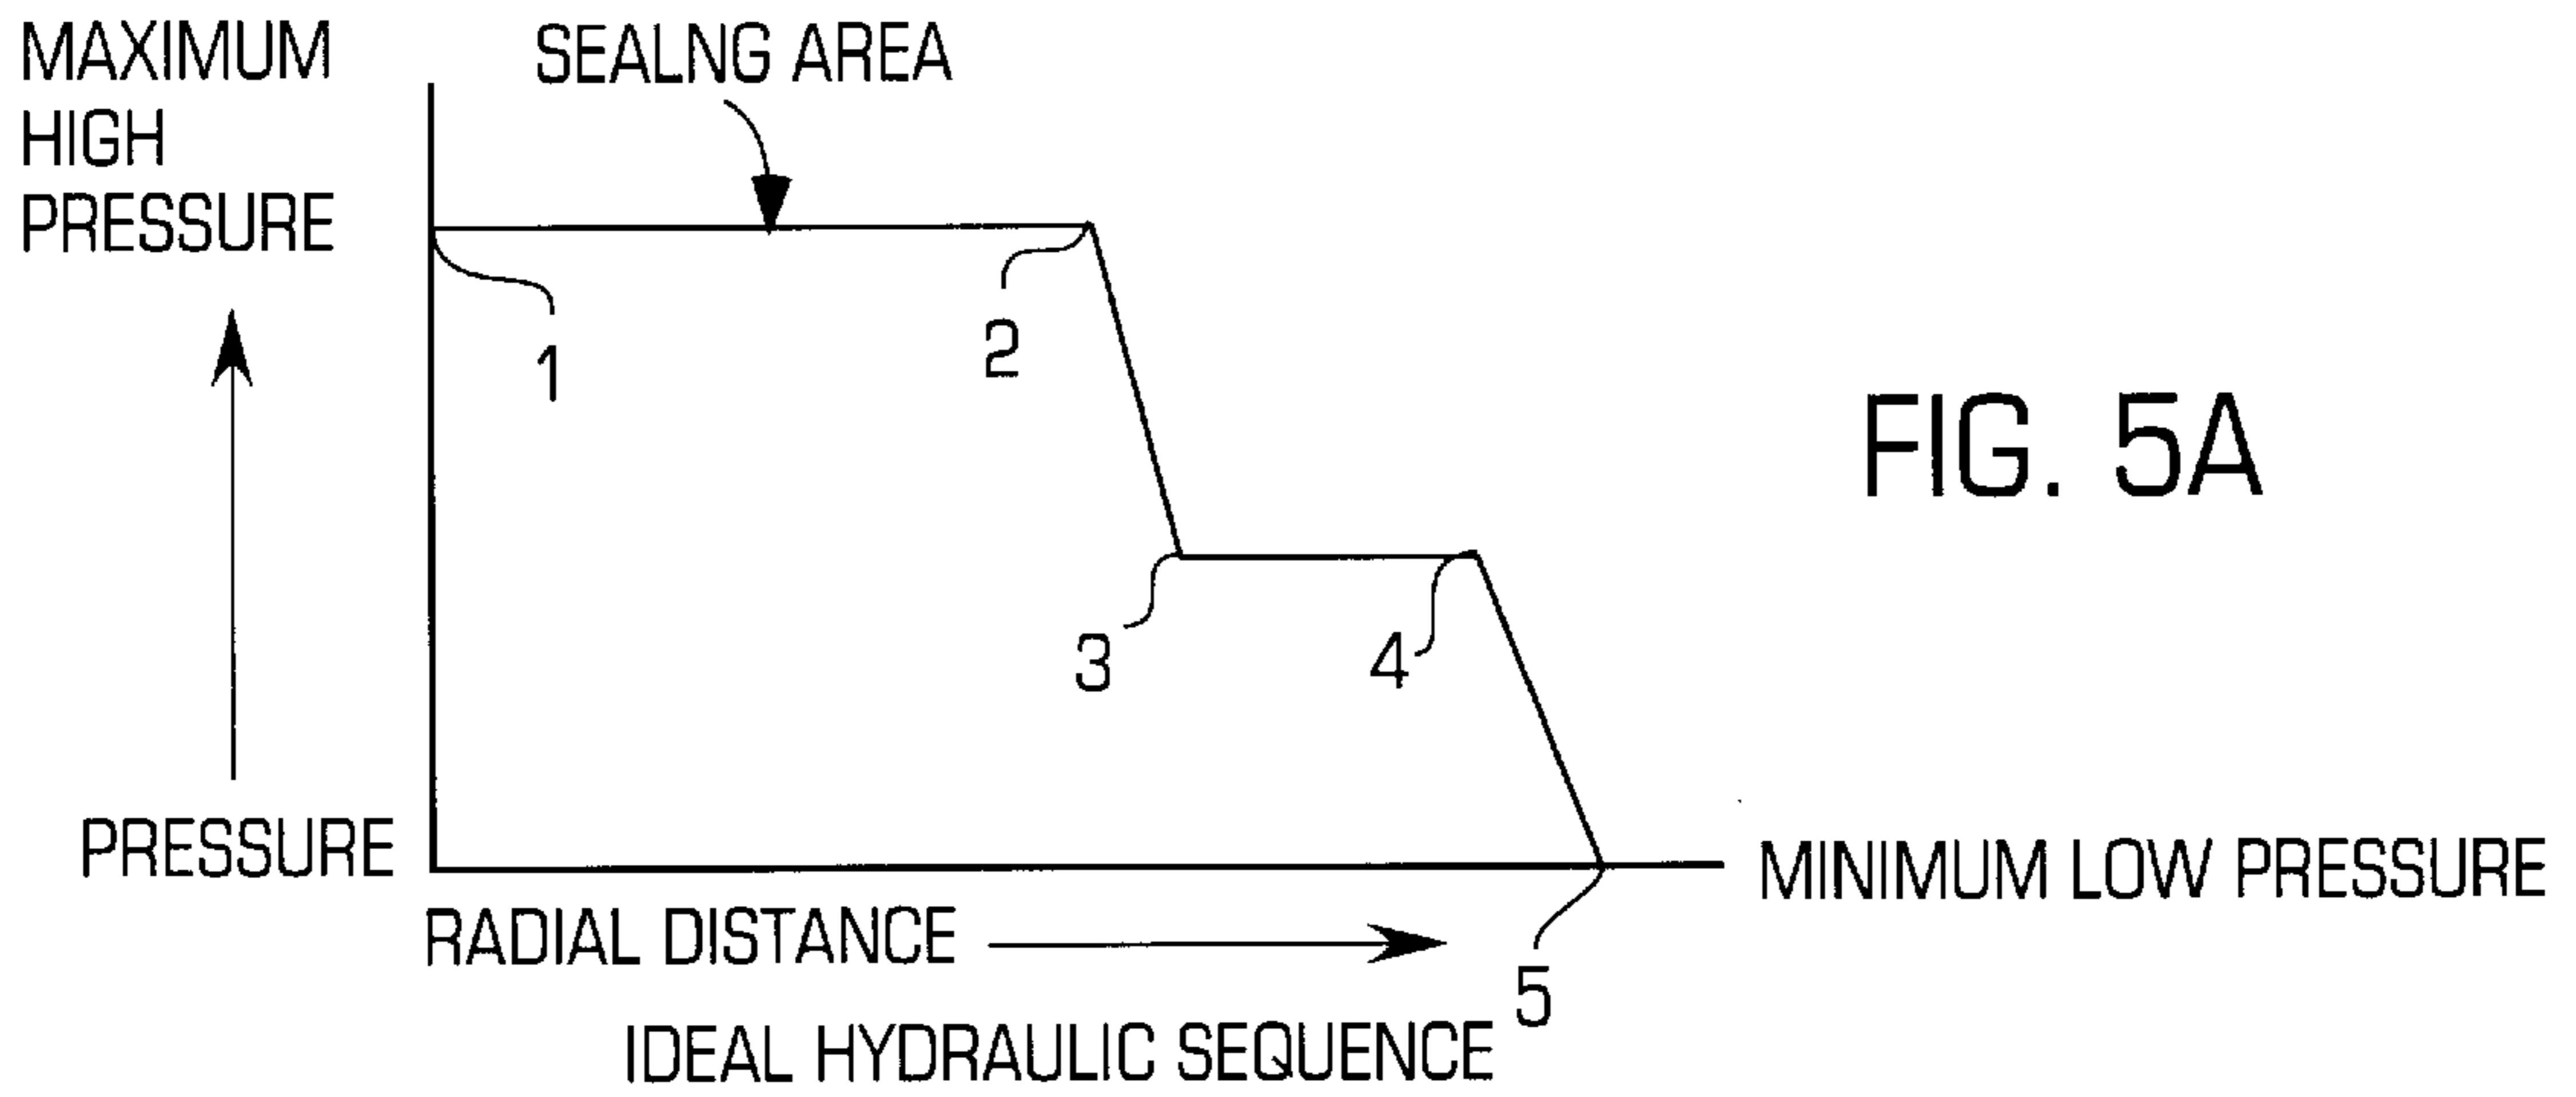 MAXIMUM
HIGH
PRESSURE
SEALNG AREA
1
2
3
4
FIG. 5A
PRESSURE
MINIMUM LOW PRESSURE
RADIAL DISTANCE
5
IDEAL HYDRAULIC SEQUENCE